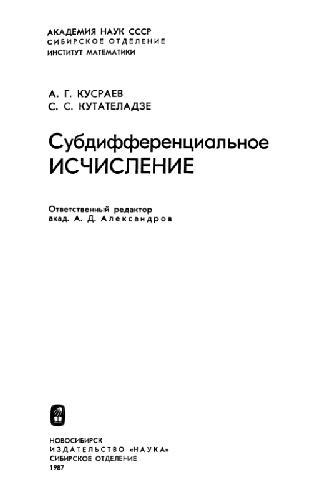 АКАДЕМИЯ НАУК СССР
СИБИРСКОЕ ОТДЕЛЕНИЕ
ИНСТИТУТ МАТЕМАТИКИ
А. Г. КУСРАЕВ
С. С. КУТАТЕЛАДЗЕ
Субдифференциальное
ИСЧИСЛЕНИЕ
Ответственный редактор
акад. А. Д. Александров
НОВОСИБИРСК
ИЗДАТЕЛЬСТВО «НАУКА»
СИБИРСКОЕ ОТДЕЛЕНИЕ
1987